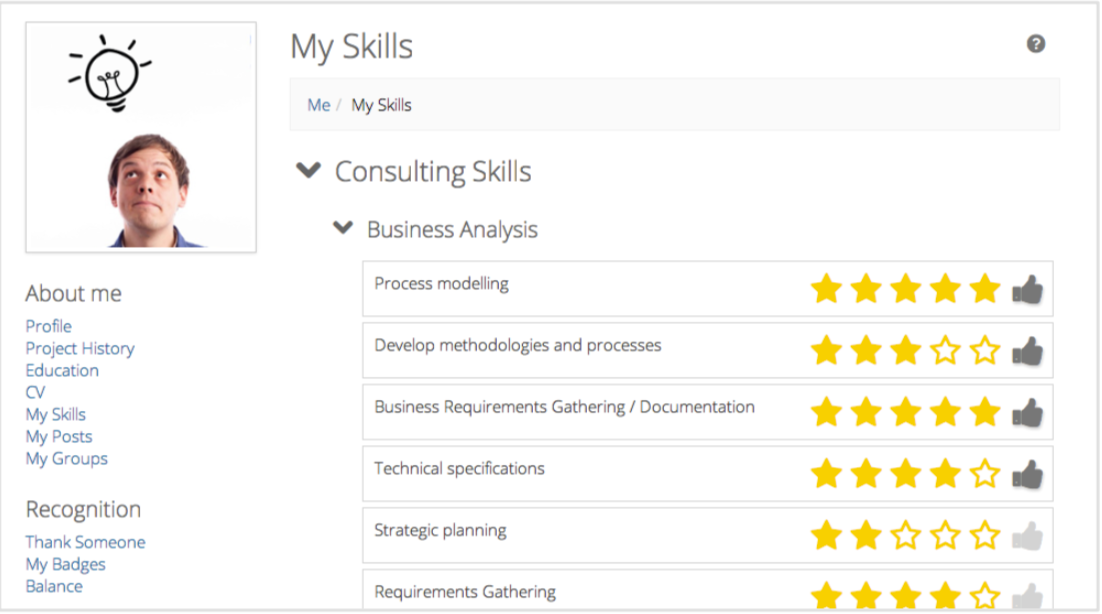 My Skills
?
Me / My Skills
Consulting Skills
Business Analysis
Process modelling
Develop methodologies and processes
Business Requirements Gathering / Documentation
Technical specifications
Strategic planning
Requirements Gathering
About me
Profile
Project History
Education
CV
My Skills
My Posts
My Groups
Recognition
Thank Someone
My Badges
Balance